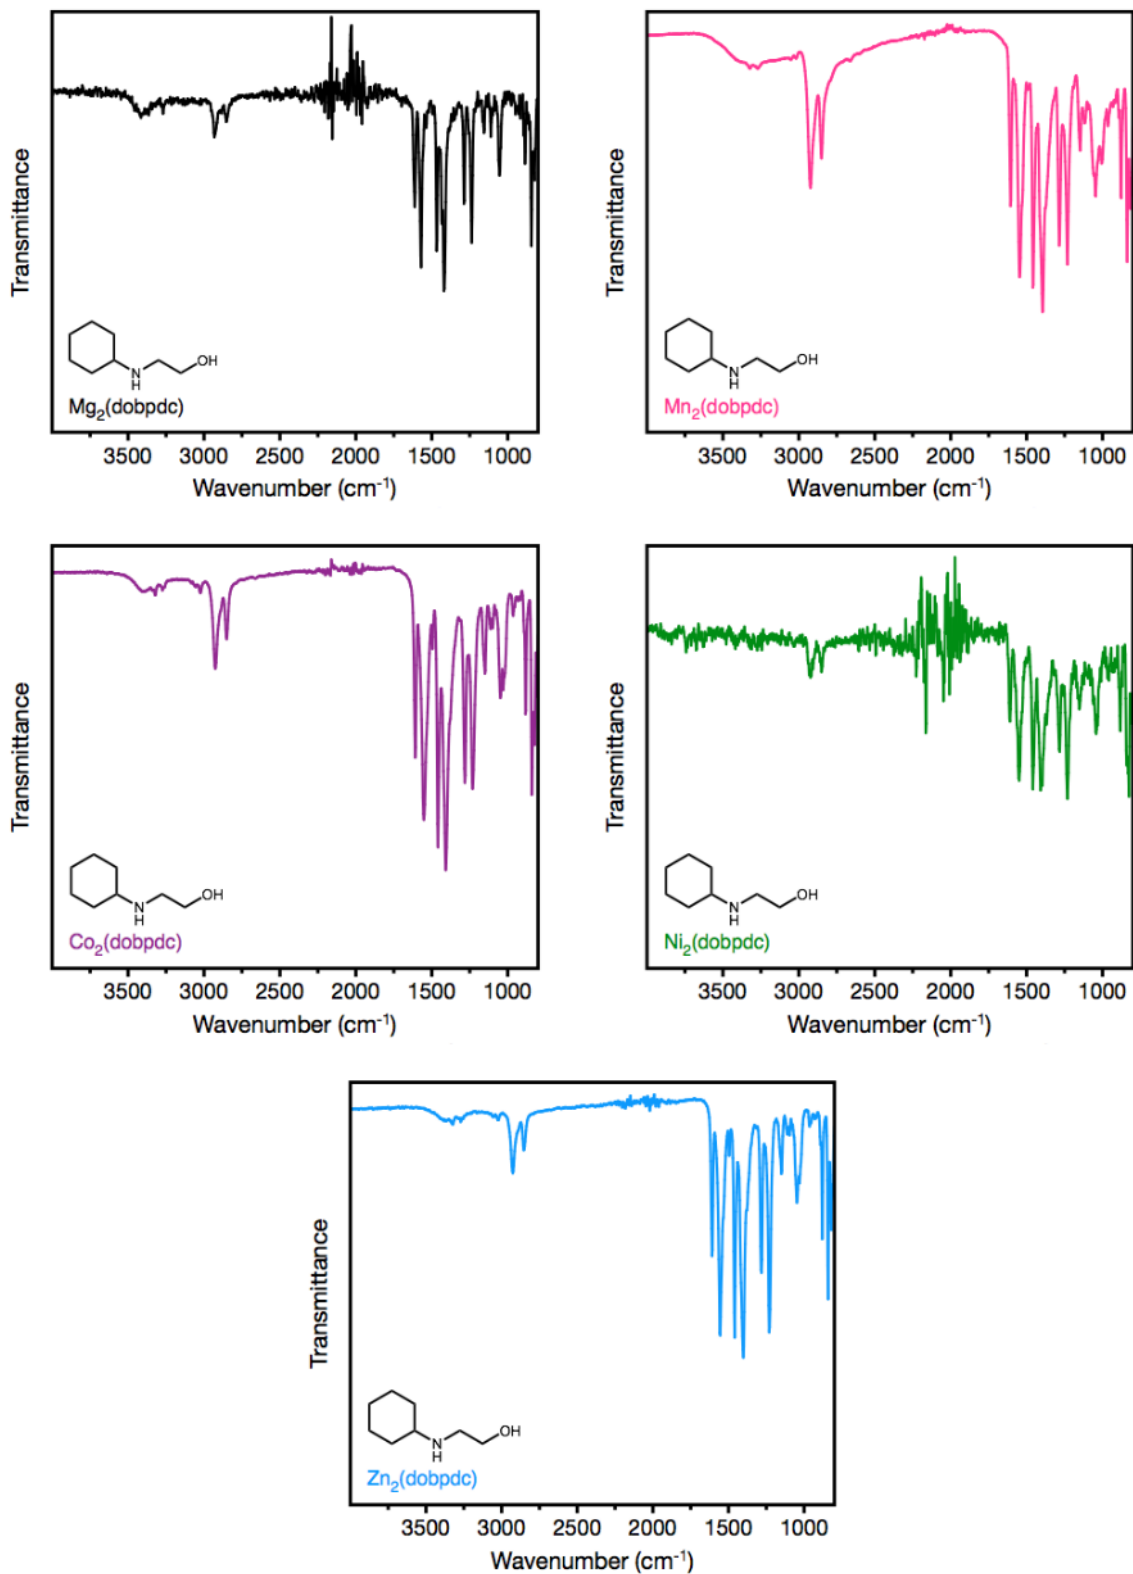 Transmittance
N
H
OH
Mg₂(dobpdc)
3500 3000 2500 2000 1500 1000
Wavenumber (cm⁻¹)
Transmittance
N
H
OH
Mn₂(dobpdc)
3500 3000 2500 2000 1500 1000
Wavenumber (cm⁻¹)
Transmittance
N
H
OH
Co₂(dobpdc)
3500 3000 2500 2000 1500 1000
Wavenumber (cm⁻¹)
Transmittance
N
H
OH
Ni₂(dobpdc)
3500 3000 2500 2000 1500 1000
Wavenumber (cm⁻¹)
Transmittance
N
H
OH
Zn₂(dobpdc)
3500 3000 2500 2000 1500 1000
Wavenumber (cm⁻¹)